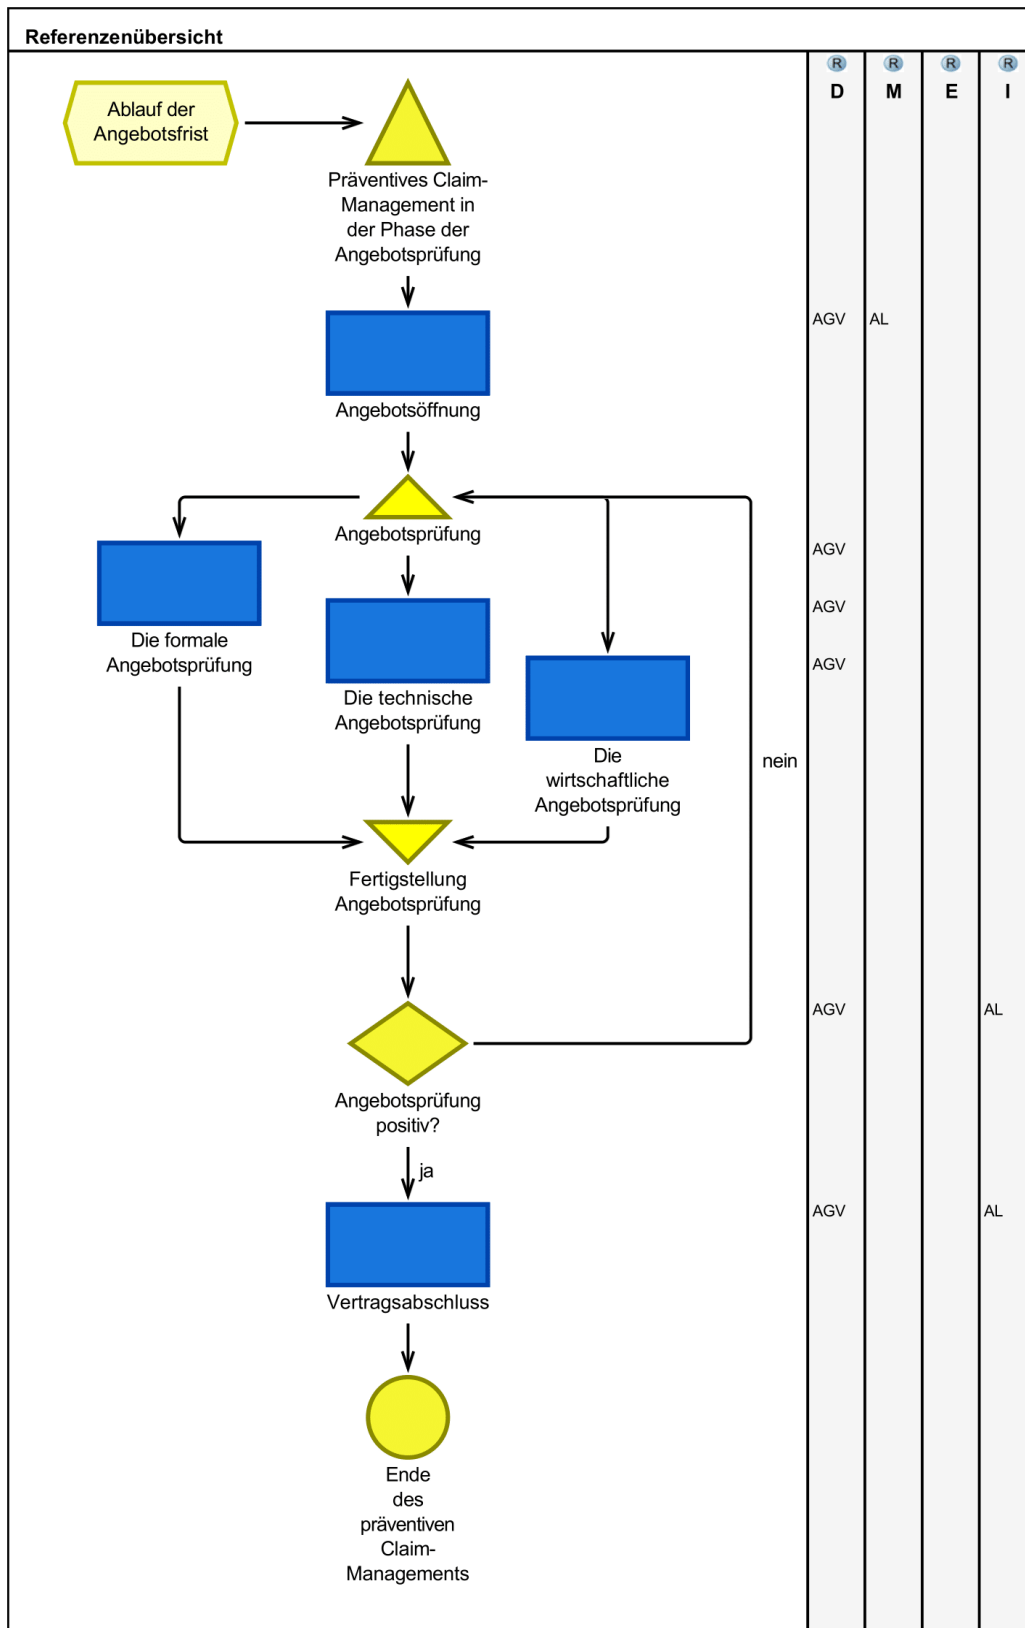 Referenzenübersicht
R R R R
D M E I
Ablauf der
Angebotsfrist
Präventives Claim-
Management in
der Phase der
Angebotsprüfung
AGV AL
Angebotsöffnung
Angebotsprüfung
AGV
Die formale
Angebotsprüfung
AGV
Die technische
Angebotsprüfung
AGV
Die
wirtschaftliche
Angebotsprüfung
nein
Fertigstellung
Angebotsprüfung
AGV AL
Angebotsprüfung
positiv?
ja
AGV AL
Vertragsabschluss
Ende
des
präventiven
Claim-
Managements